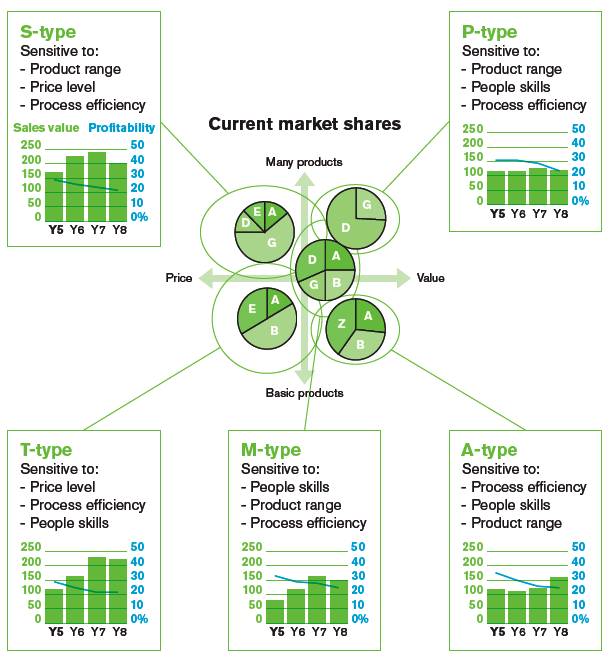 S-type
Sensitive to:
- Product range
- Price level
- Process efficiency
Sales value Profitability
250 50
200 40
150 30
100 20
50 10
0 0%
Y5 Y6 Y7 Y8
P-type
Sensitive to:
- Product range
- People skills
- Process efficiency
250 50
200 40
150 30
100 20
50 10
0 0%
Y5 Y6 Y7 Y8
Current market shares
Many products
E A
D
G
G
D
D A
G B
Price
Value
E A
B
Z A
B
Basic products
T-type
Sensitive to:
- Price level
- Process efficiency
- People skills
250 50
200 40
150 30
100 20
50 10
0 0%
Y5 Y6 Y7 Y8
M-type
Sensitive to:
- People skills
- Product range
- Process efficiency
250 50
200 40
150 30
100 20
50 10
0 0%
Y5 Y6 Y7 Y8
A-type
Sensitive to:
- Process efficiency
- People skills
- Product range
250 50
200 40
150 30
100 20
50 10
0 0%
Y5 Y6 Y7 Y8